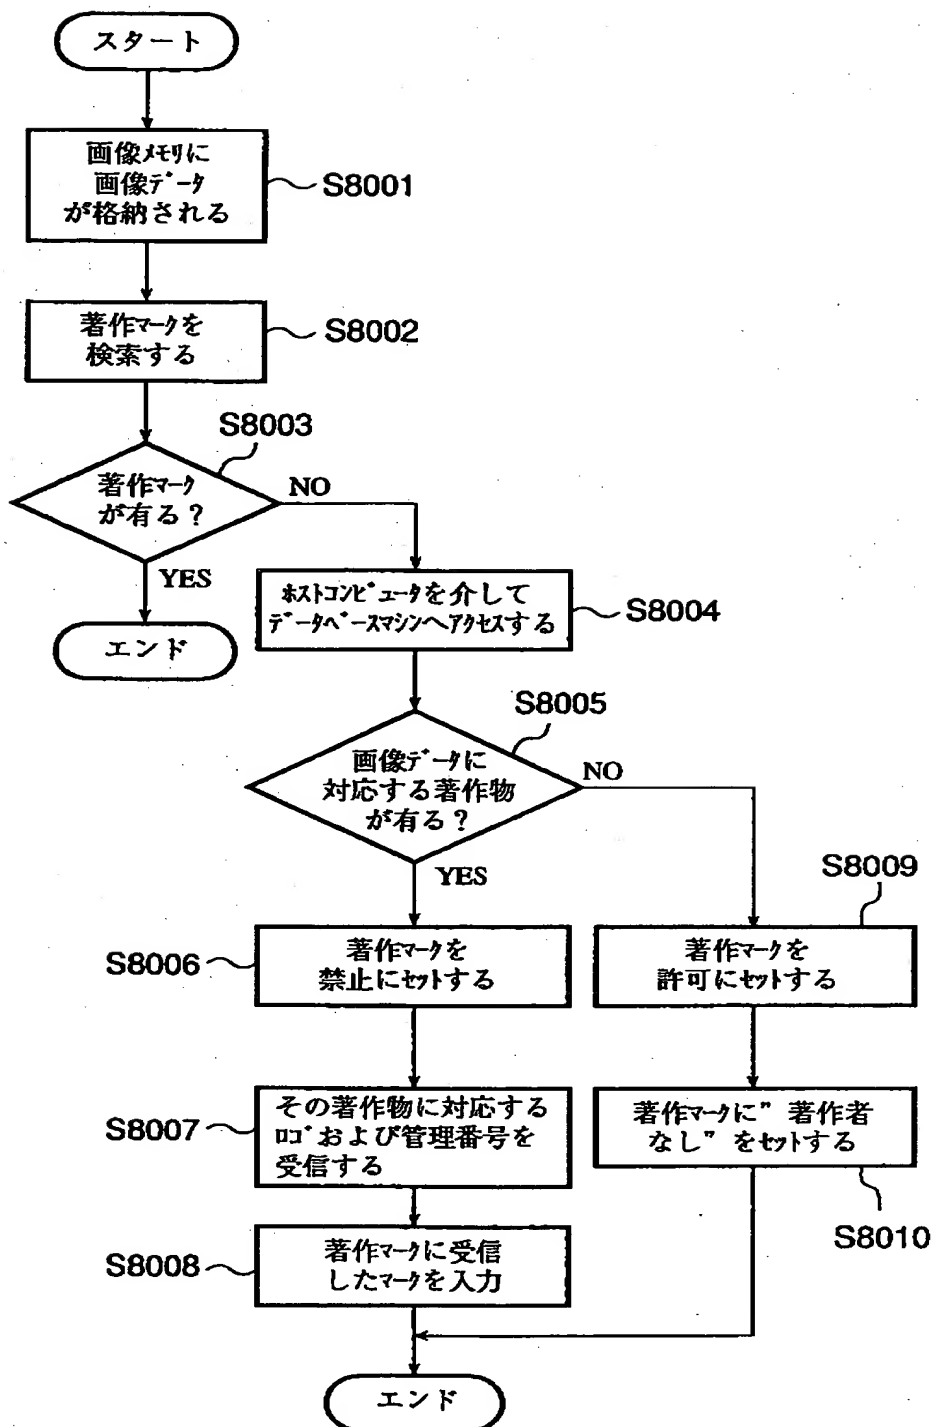 スタート
画像メモリに
画像データ
が格納される
S8001
著作マークを
検索する
S8002
S8003
著作マーク
が有る?
NO
YES
エンド
ホストコンピュータを介して
データベースマシンへアクセスする
S8004
S8005
画像データに
対応する著作物
が有る?
NO
YES
S8009
S8006
著作マークを
禁止にセットする
著作マークを
許可にセットする
S8007
その著作物に対応する
ロゴおよび管理番号を
受信する
著作マークに”著作者
なし”をセットする
S8010
S8008
著作マークに受信
したマークを入力
エンド